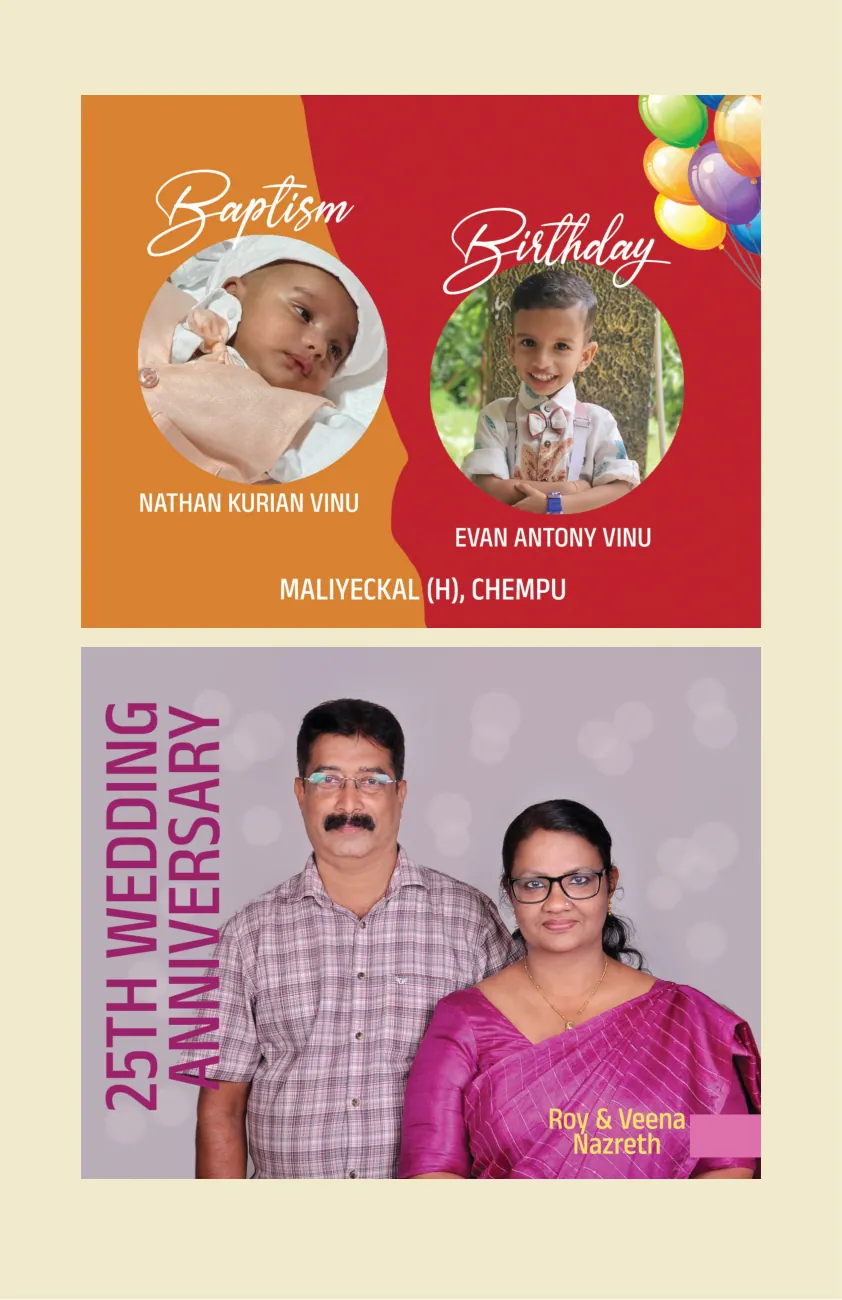 Baptism
Birthday
NATHAN KURIAN VINU
EVAN ANTONY VINU
MALIYECKAL (H), CHEMPU
25TH WEDDING
ANNIVERSARY
Roy & Veena
Nazreth